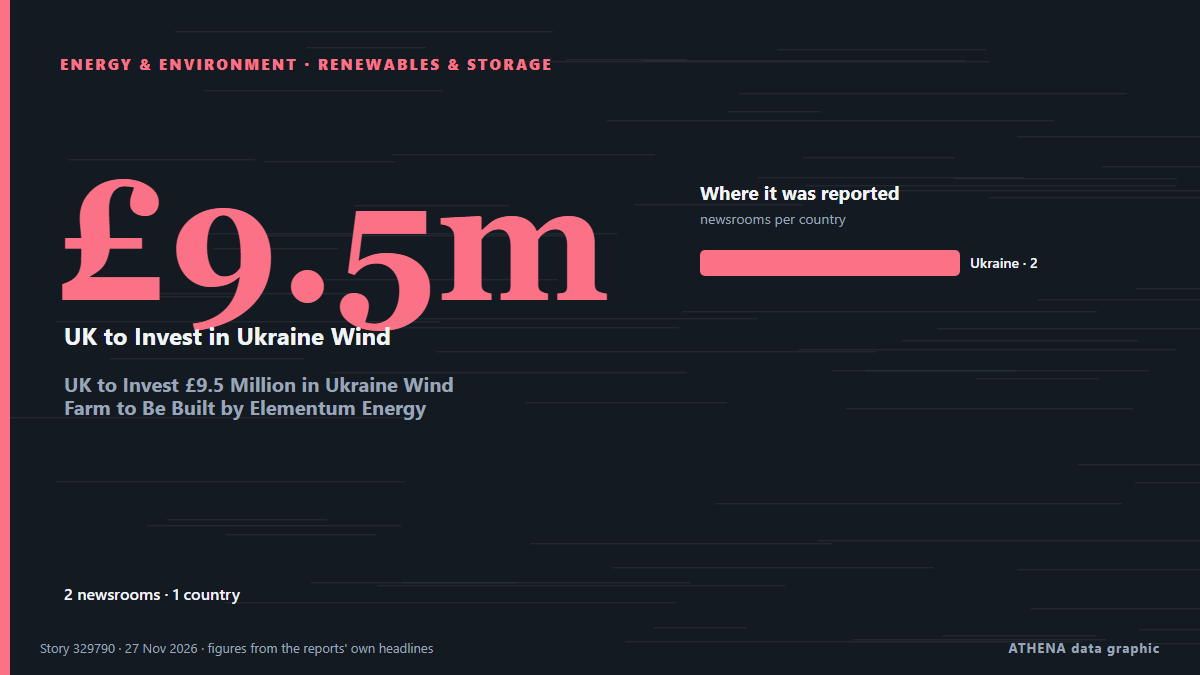 ENERGY & ENVIRONMENT · RENEWABLES & STORAGE
£9.5m
UK to Invest in Ukraine Wind
UK to Invest £9.5 Million in Ukraine Wind
Farm to Be Built by Elementum Energy
Where it was reported
newsrooms per country
Ukraine · 2
2 newsrooms · 1 country
Story 329790 · 27 Nov 2026 · figures from the reports' own headlines
ATHENA data graphic